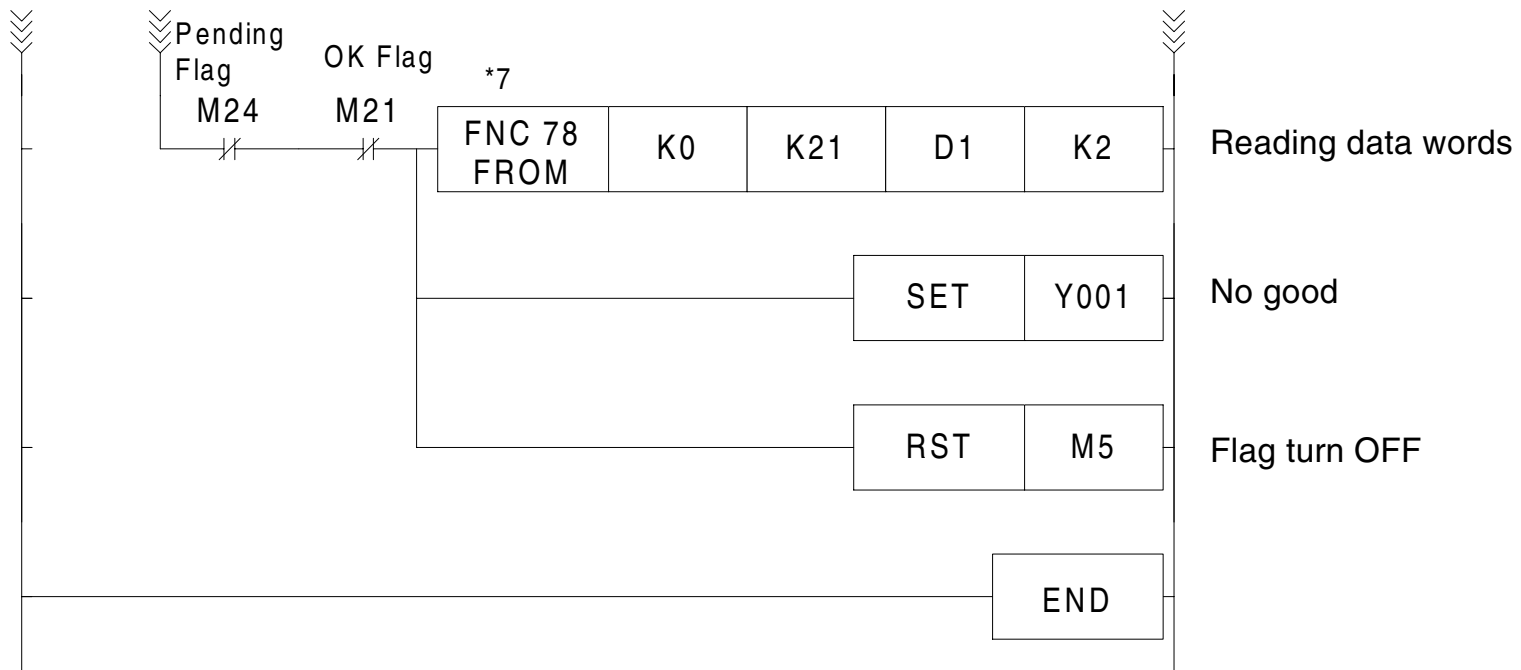 Pending
Flag
OK Flag
*7
M24
M21
FNC 78
FROM
K0
K21
D1
K2
Reading data words
SET
Y001
No good
RST
M5
Flag turn OFF
END